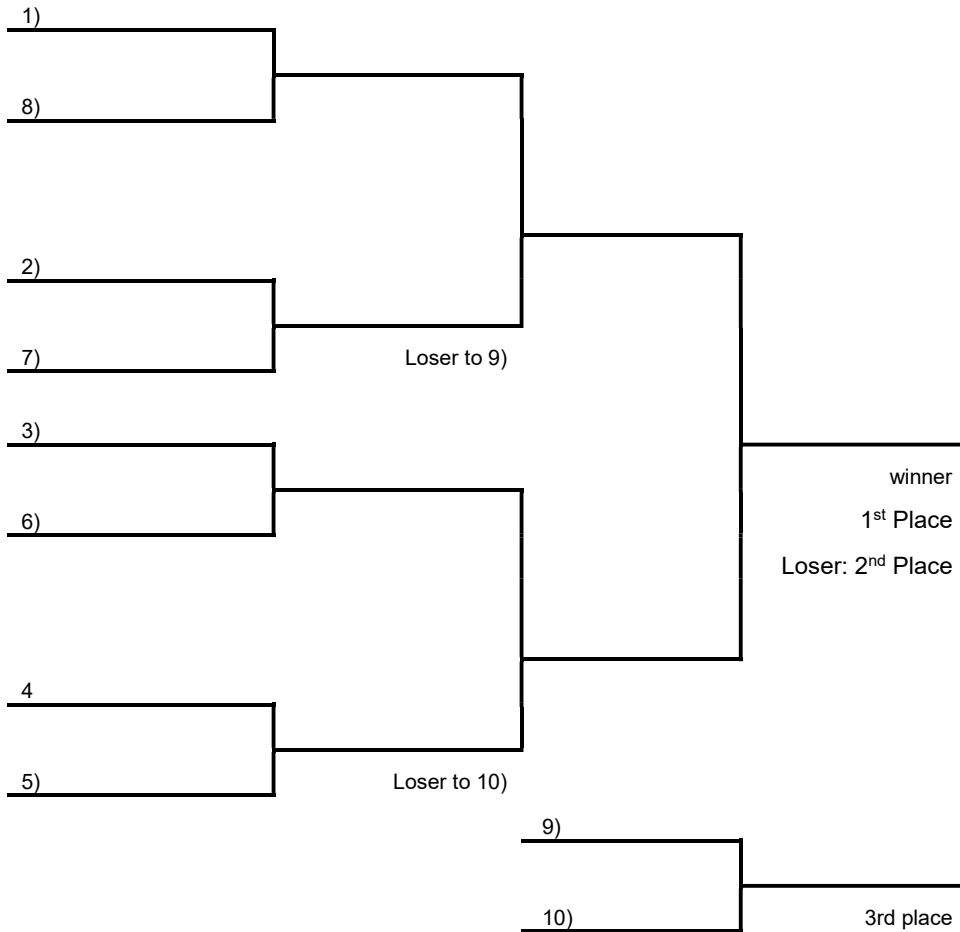 1)
8)
2)
7)
Loser to 9)
3)
6)
winner
1st Place
Loser: 2nd Place
4
5)
Loser to 10)
9)
10)
3rd place